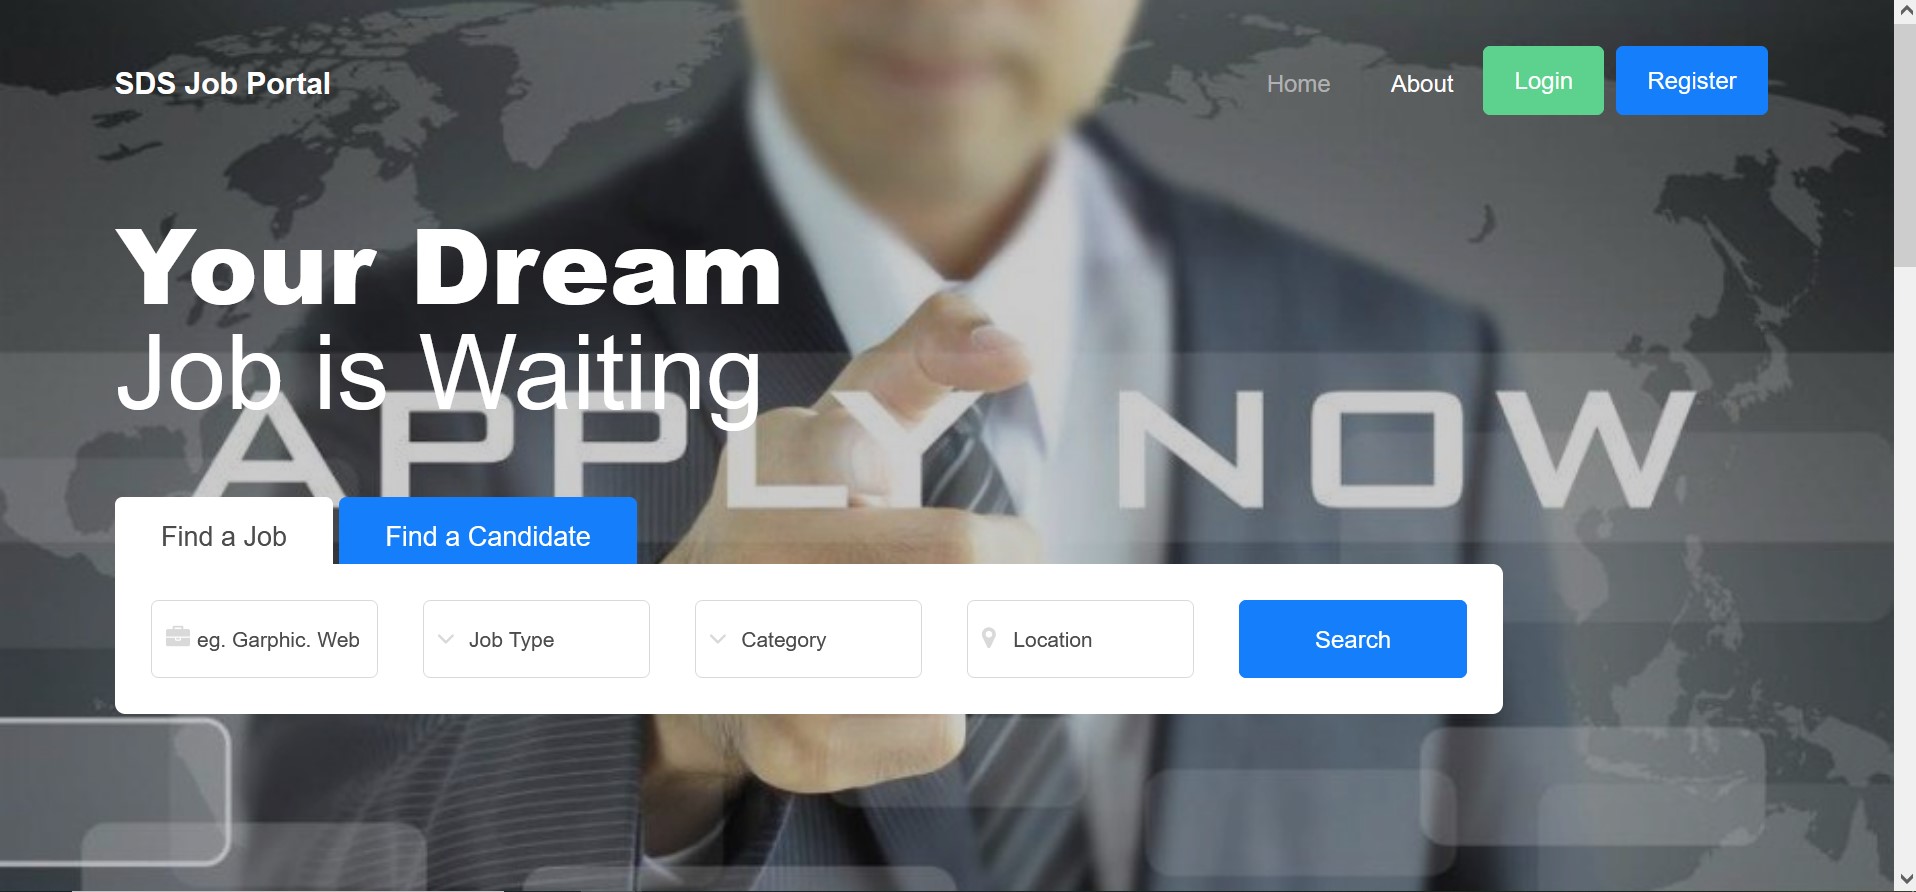 SDS Job Portal
Home
About
Login
Register
Your Dream
Job is Waiting
APPLY NOW
Find a Job
Find a Candidate
eg. Garphic. Web
Job Type
Category
Location
Search